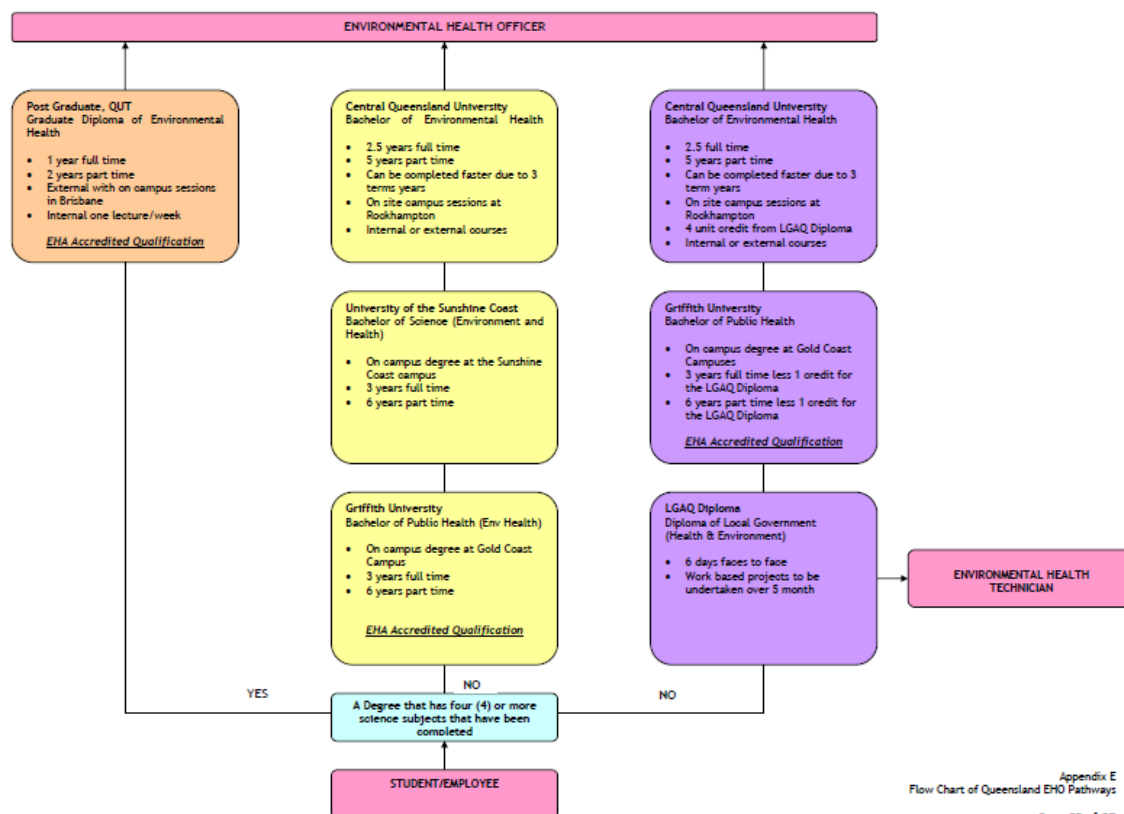 ENVIRONMENTAL HEALTH OFFICER
Post Graduate, QUT
Graduate Diploma of Environmental
Health
• 1 year full time
• 2 years part time
• External with on campus sessions
in Brisbane
• Internal one lecture/week
EHA Accredited Qualification
Central Queensland University
Bachelor of Environmental Health
• 2.5 years full time
• 5 years part time
• Can be completed faster due to 3
terms years
• On site campus sessions at
Rockhampton
• Internal or external courses
Central Queensland University
Bachelor of Environmental Health
• 2.5 full time
• 5 years part time
• Can be completed faster due to 3
term years
• On site campus sessions at
Rockhampton
• 4 unit credit from LGAQ Diploma
• Internal or external courses
University of the Sunshine Coast
Bachelor of Science (Environment and
Health)
• On campus degree at the Sunshine
Coast campus
• 3 years full time
• 6 years part time
Griffith University
Bachelor of Public Health
• On campus degree at Gold Coast
Campuses
• 3 years full time less 1 credit for
the LGAQ Diploma
• 6 years part time less 1 credit for
the LGAQ Diploma
EHA Accredited Qualification
Griffith University
Bachelor of Public Health (Env Health)
• On campus degree at Gold Coast
Campus
• 3 years full time
• 6 years part time
EHA Accredited Qualification
LGAQ Diploma
Diploma of Local Government
(Health & Environment)
• 6 days faces to face
• Work based projects to be
undertaken over 5 month
ENVIRONMENTAL HEALTH
TECHNICIAN
YES
NO
NO
A Degree that has four (4) or more
science subjects that have been
completed
STUDENT/EMPLOYEE
Appendix E
Flow Chart of Queensland EHO Pathways